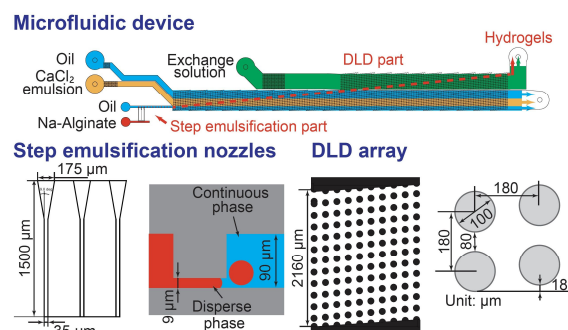 Microfluidic device
Oil
CaCl₂
emulsion
Oil
Na-Alginate
Step emulsification part
Exchange
solution
DLD part
Hydrogels
Step emulsification nozzles
DLD array
175 μm
1500 μm
35 μm
Continuous
phase
90 μm
9 μm
Disperse
phase
2160 μm
180
100
180
80
18
Unit: μm